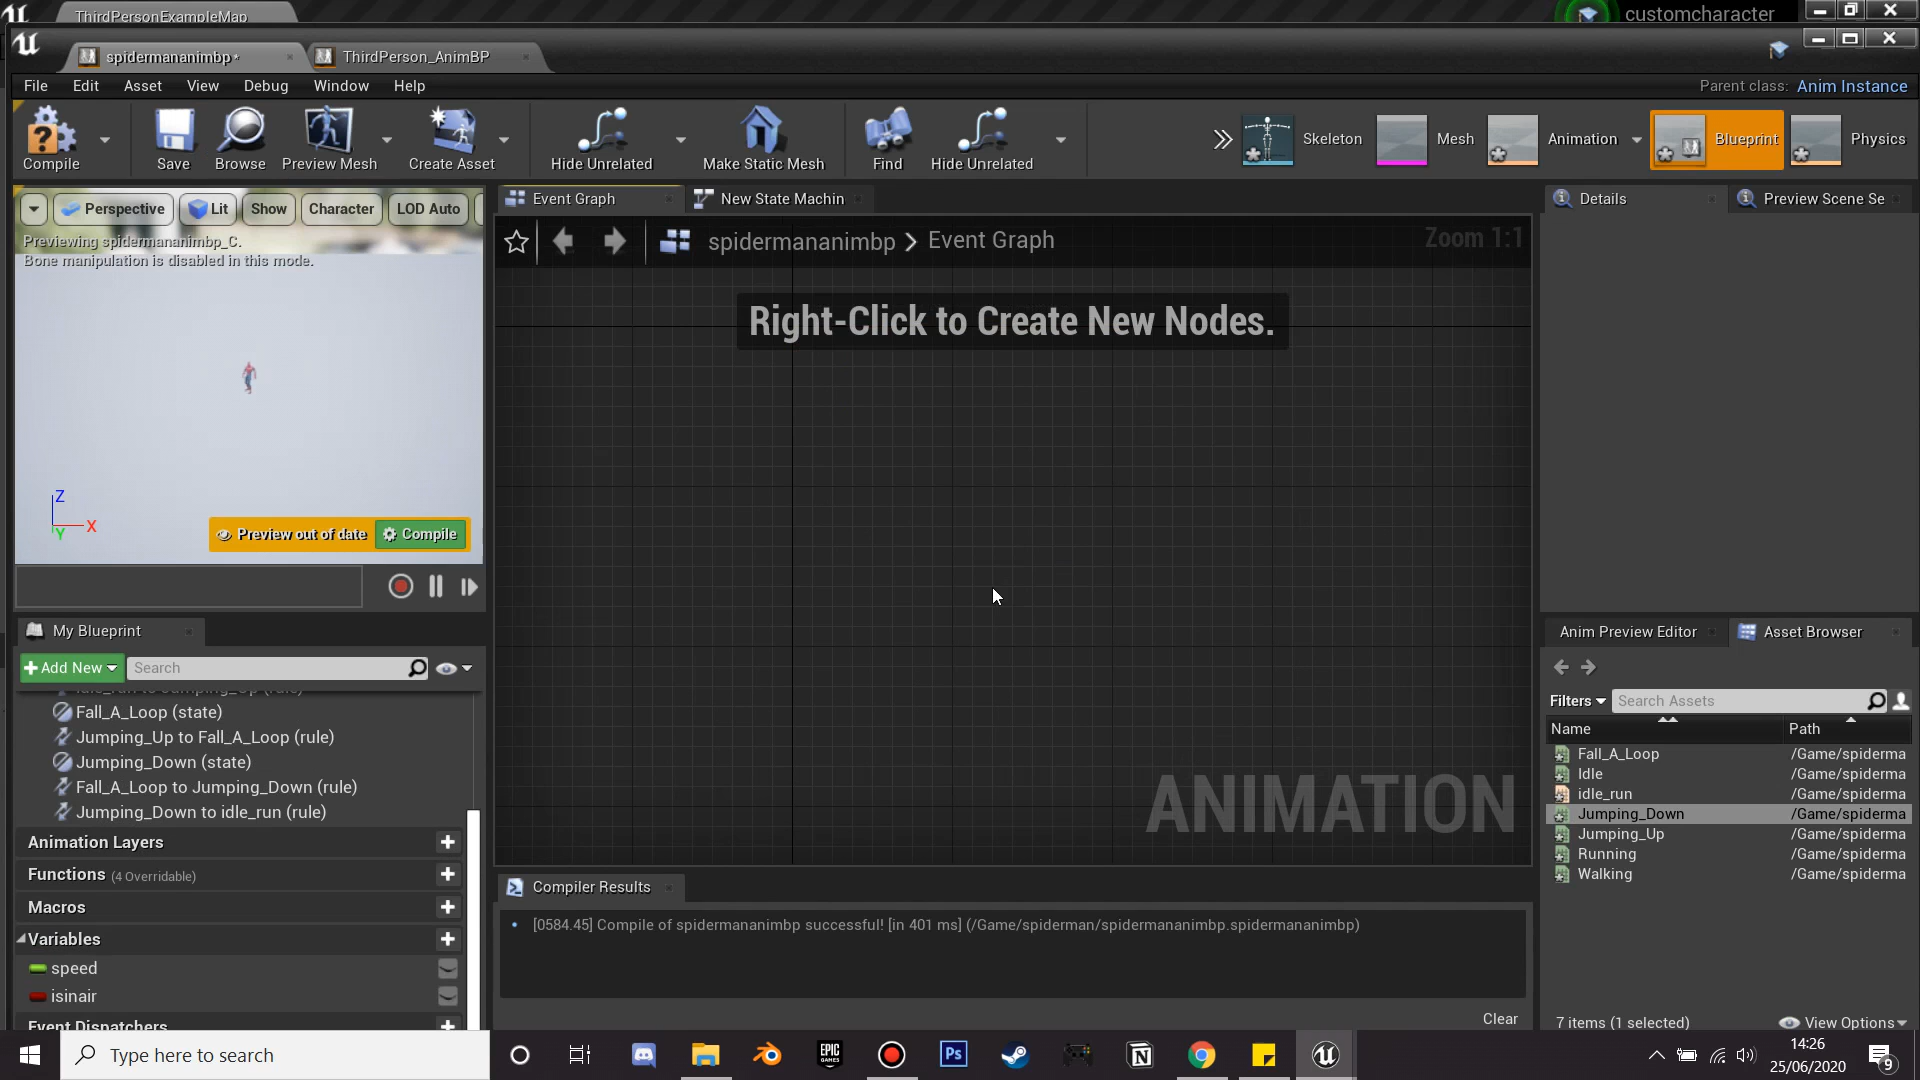 ThirdPersonExampleMap
customcharacter
spidermananimbp*
ThirdPerson_AnimBP
File
Edit
Asset
View
Debug
Window
Help
Parent class:
Anim Instance
Compile
Save
Browse
Preview Mesh
Create Asset
Hide Unrelated
Make Static Mesh
Find
Hide Unrelated
Skeleton
Mesh
Animation
Blueprint
Physics
Perspective
Lit
Show
Character
LOD Auto
Previewing spidermananimbp_C.
Bone manipulation is disabled in this mode.
Z
X
Y
Preview out of date
Compile
Event Graph
New State Machin
spidermananimbp > Event Graph
Zoom 1:1
Right-Click to Create New Nodes.
ANIMATION
Details
Preview Scene Se
My Blueprint
Add New
Search
Idle_run to Jumping_Up (rule)
Fall_A_Loop (state)
Jumping_Up to Fall_A_Loop (rule)
Jumping_Down (state)
Fall_A_Loop to Jumping_Down (rule)
Jumping_Down to idle_run (rule)
Animation Layers
Functions (4 Overridable)
Macros
Variables
speed
isinair
Event Dispatchers
Compiler Results
[0584.45] Compile of spidermananimbp successful! [in 401 ms] (/Game/spiderman/spidermananimbp.spidermananimbp)
Clear
Anim Preview Editor
Asset Browser
Filters
Search Assets
Name
Path
Fall_A_Loop /Game/spiderma
Idle /Game/spiderma
idle_run /Game/spiderma
Jumping_Down /Game/spiderma
Jumping_Up /Game/spiderma
Running /Game/spiderma
Walking /Game/spiderma
7 items (1 selected)
View Options
Type here to search
EPIC
GAMES
Ps
14:26
25/06/2020
9